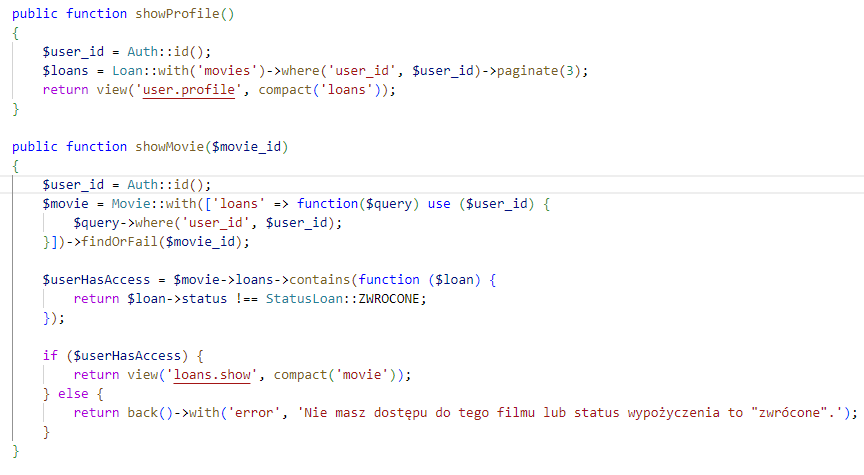 public function showProfile()
{
    $user_id = Auth::id();
    $loans = Loan::with('movies')->where('user_id', $user_id)->paginate(3);
    return view('user.profile', compact('loans'));
}

public function showMovie($movie_id)
{
    $user_id = Auth::id();
    $movie = Movie::with(['loans' => function($query) use ($user_id) {
        $query->where('user_id', $user_id);
    }])->findOrFail($movie_id);

    $userHasAccess = $movie->loans->contains(function ($loan) {
        return $loan->status !== StatusLoan::ZWROCONE;
    });

    if ($userHasAccess) {
        return view('loans.show', compact('movie'));
    } else {
        return back()->with('error', 'Nie masz dostępu do tego filmu lub status wypożyczenia to "zwrócone".');
    }
}